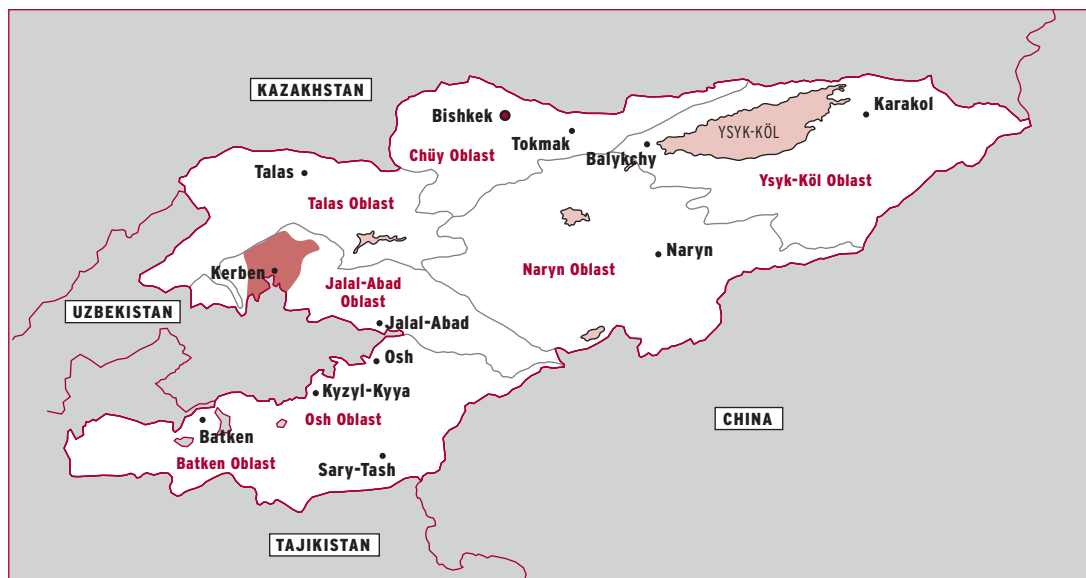 KAZAKHSTAN
Bishkek
Karakol
YSYK-KÖL
Tokmak
Balykchy
Chüy Oblast
Talas
Ysyk-Köl Oblast
Talas Oblast
Naryn
Kerben
Naryn Oblast
Jalal-Abad
Oblast
UZBEKISTAN
Jalal-Abad
Osh
Kyzyl-Kyya
Osh Oblast
CHINA
Batken
Batken Oblast
Sary-Tash
TAJIKISTAN